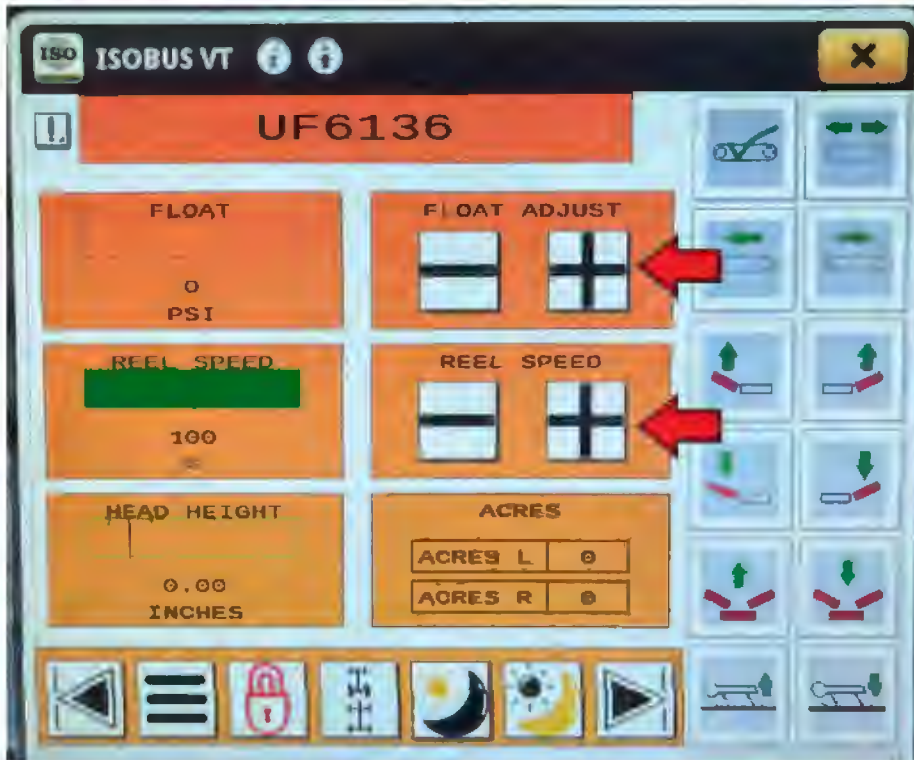 ISO ISOBUS VT
UF6136
FLOAT
0
PSI
FLOAT ADJUST
REEL SPEED
100
REEL SPEED
HEAD HEIGHT
0.00
INCHES
ACRES
ACRES L 0
ACRES R 0